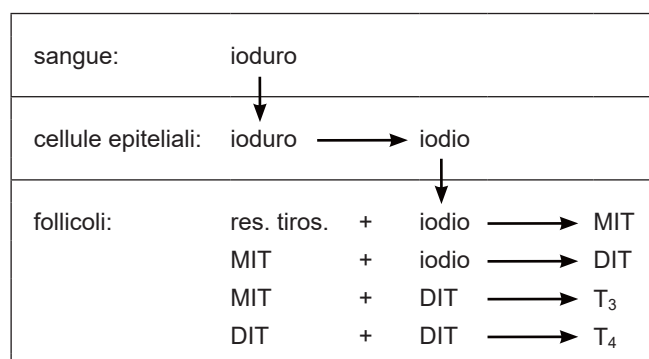 sangue: ioduro
cellule epiteliali: ioduro iodio
follicoli: res. tiros. + iodio MIT
MIT + iodio DIT
MIT + DIT T₃
DIT + DIT T₄